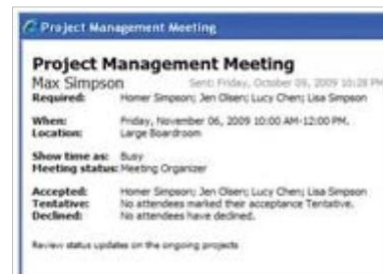 Project Management Meeting
Project Management Meeting
Max Simpson Sent: Friday, October 09, 2009 10:28 PM
Required: Homer Simpson; Jen Olsen; Lucy Chen; Lisa Simpson
When: Friday, November 06, 2009 10:00 AM-12:00 PM.
Location: Large Boardroom
Show time as: Busy
Meeting status: Meeting Organizer
Accepted: Homer Simpson; Jen Olsen; Lucy Chen; Lisa Simpson
Tentative: No attendees marked their acceptance Tentative.
Declined: No attendees have declined.
Review status updates on the ongoing projects